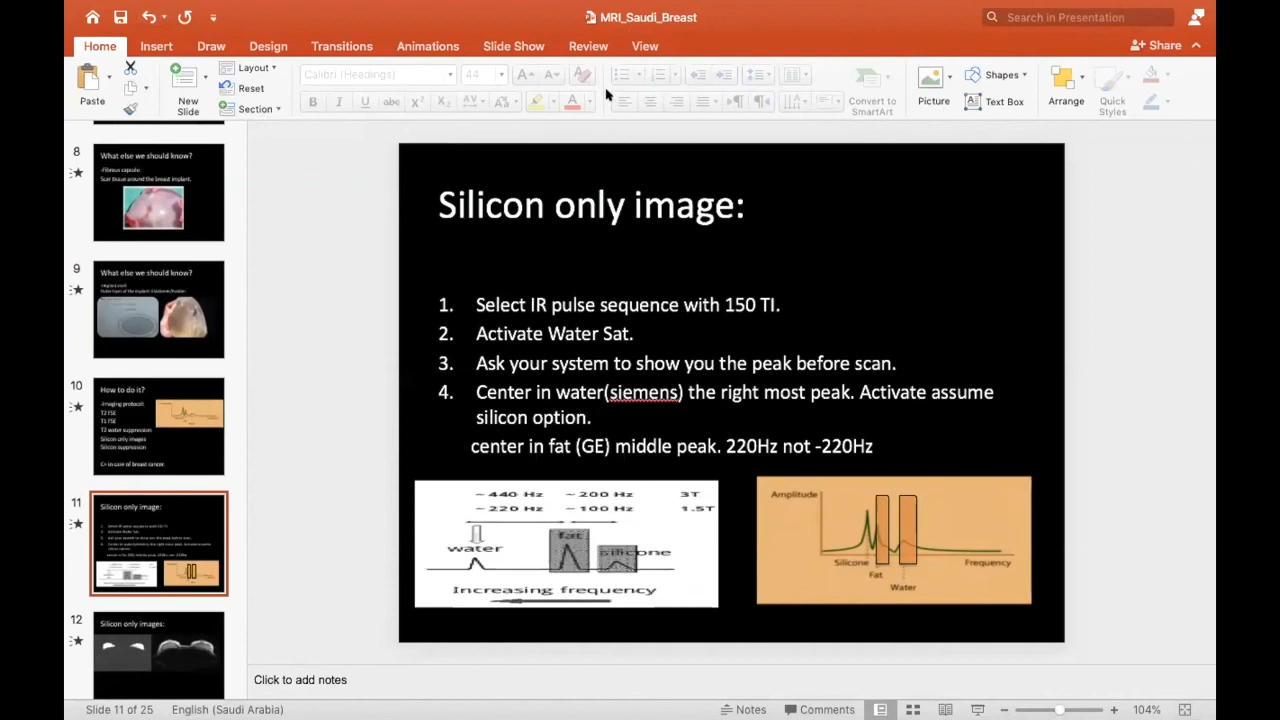 MRI_Saudi_Breast
Search in Presentation
Home Insert Draw Design Transitions Animations Slide Show Review View
Share
Paste
New Slide
Layout
Reset
Section
Calibri (Headings) 44
Convert to SmartArt
Picture
Shapes
Text Box
Arrange
Quick Styles
8
What else we should know?
-Fibrous capsule:
Scar tissue around the breast implant.
9
What else we should know?
10
How to do it?
-Imaging protocol:
T2 FSE
T1 FSE
T2 water suppression
Silicon only images
Silicon suppression
C+ in case of breast cancer.
11
Silicon only image:
12
Silicon only images:
Silicon only image:
1. Select IR pulse sequence with 150 TI.
2. Activate Water Sat.
3. Ask your system to show you the peak before scan.
4. Center in water(siemens) the right most peak. Activate assume
silicon option.
center in fat (GE) middle peak. 220Hz not -220Hz
~ 440 Hz ~ 200 Hz 3T
~ 220 Hz ~ 100 Hz 1.5T
water fat silicone
Increasing frequency
Amplitude
Silicone Fat Water Frequency
Click to add notes
Slide 11 of 25 English (Saudi Arabia) Notes Comments 104%